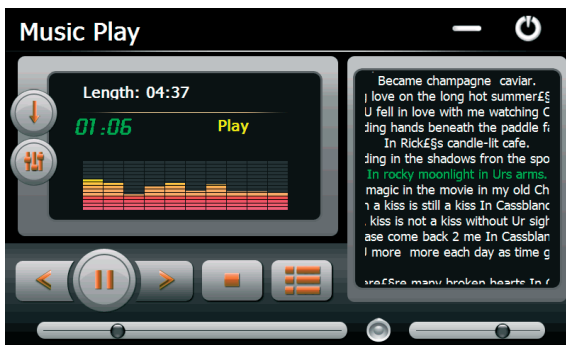 Music Play
Length: 04:37
01:06
Play
Became champagne caviar.
love on the long hot summer£§
U fell in love with me watching C
ding hands beneath the paddle fa
In Rick£§s candle-lit cafe.
ding in the shadows fron the spo
In rocky moonlight in Urs arms.
magic in the movie in my old Ch
a kiss is still a kiss In Cassblanc
kiss is not a kiss without Ur sigh
ase come back 2 me In Cassblan
more more each day as time g
many broken hearts In